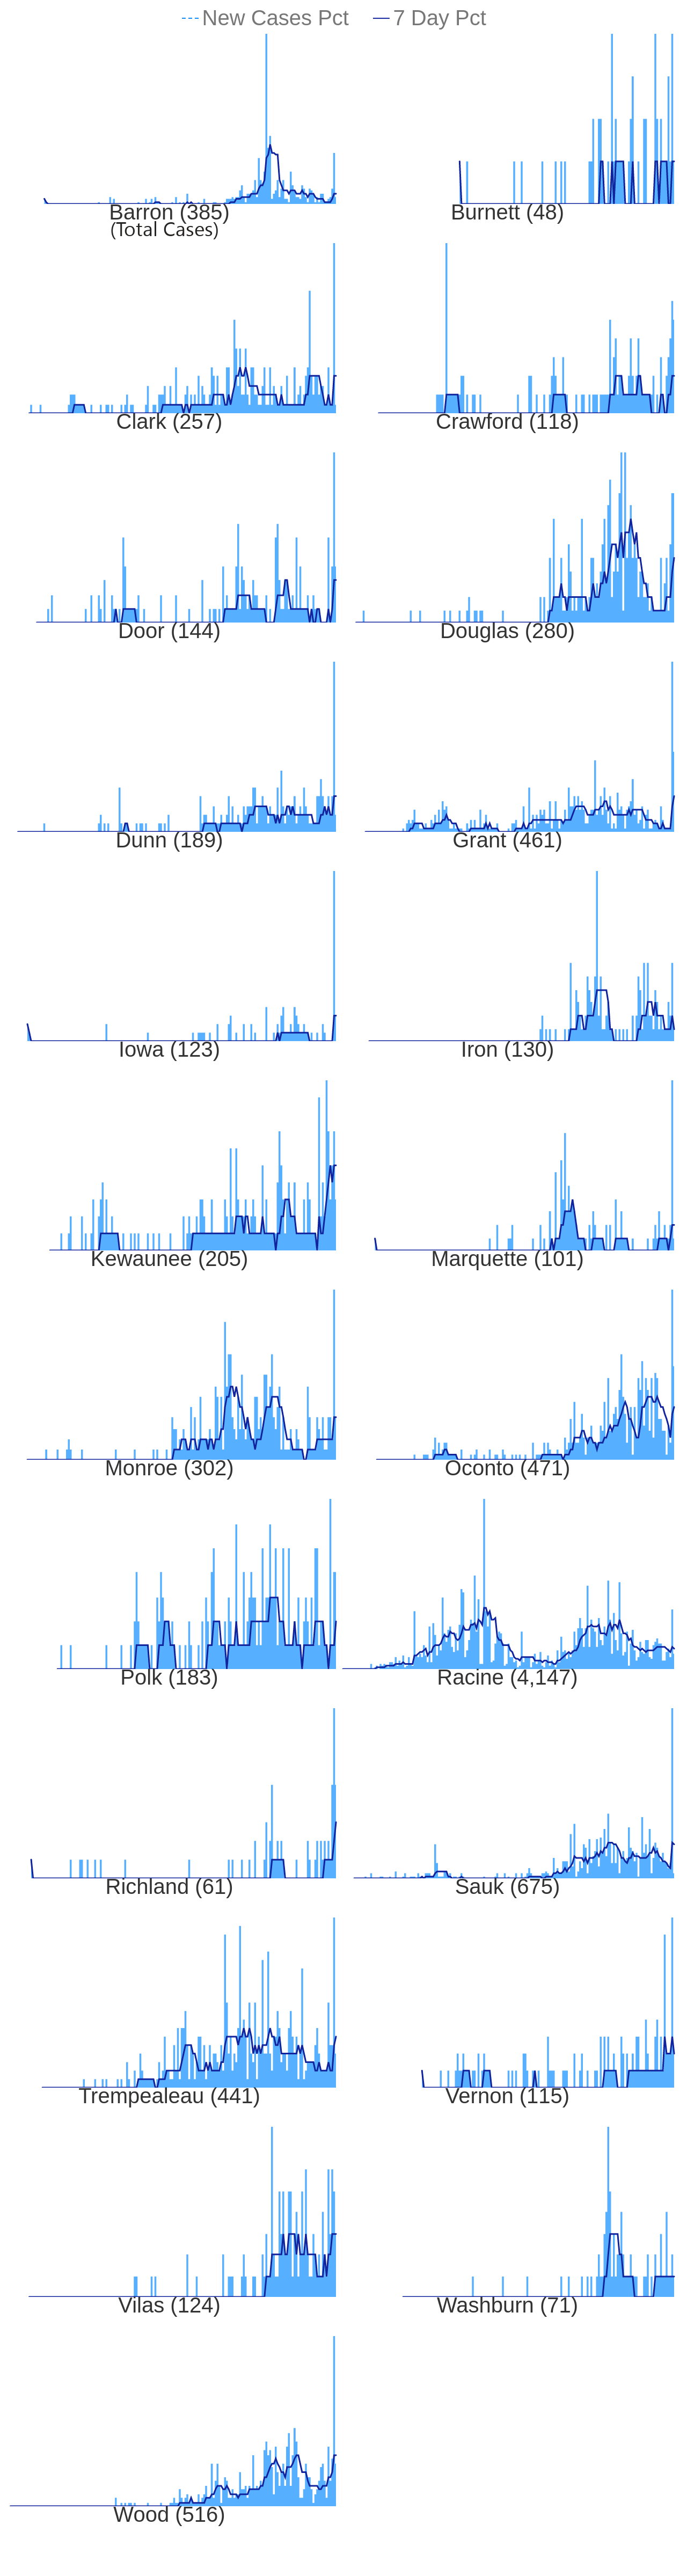 New Cases Pct 7 Day Pct
Barron (385) Burnett (48)
(Total Cases)
Clark (257) Crawford (118)
Door (144) Douglas (280)
Dunn (189) Grant (461)
Iowa (123) Iron (130)
Kewaunee (205) Marquette (101)
Monroe (302) Oconto (471)
Polk (183) Racine (4,147)
Richland (61) Sauk (675)
Trempealeau (441) Vernon (115)
Vilas (124) Washburn (71)
Wood (516)